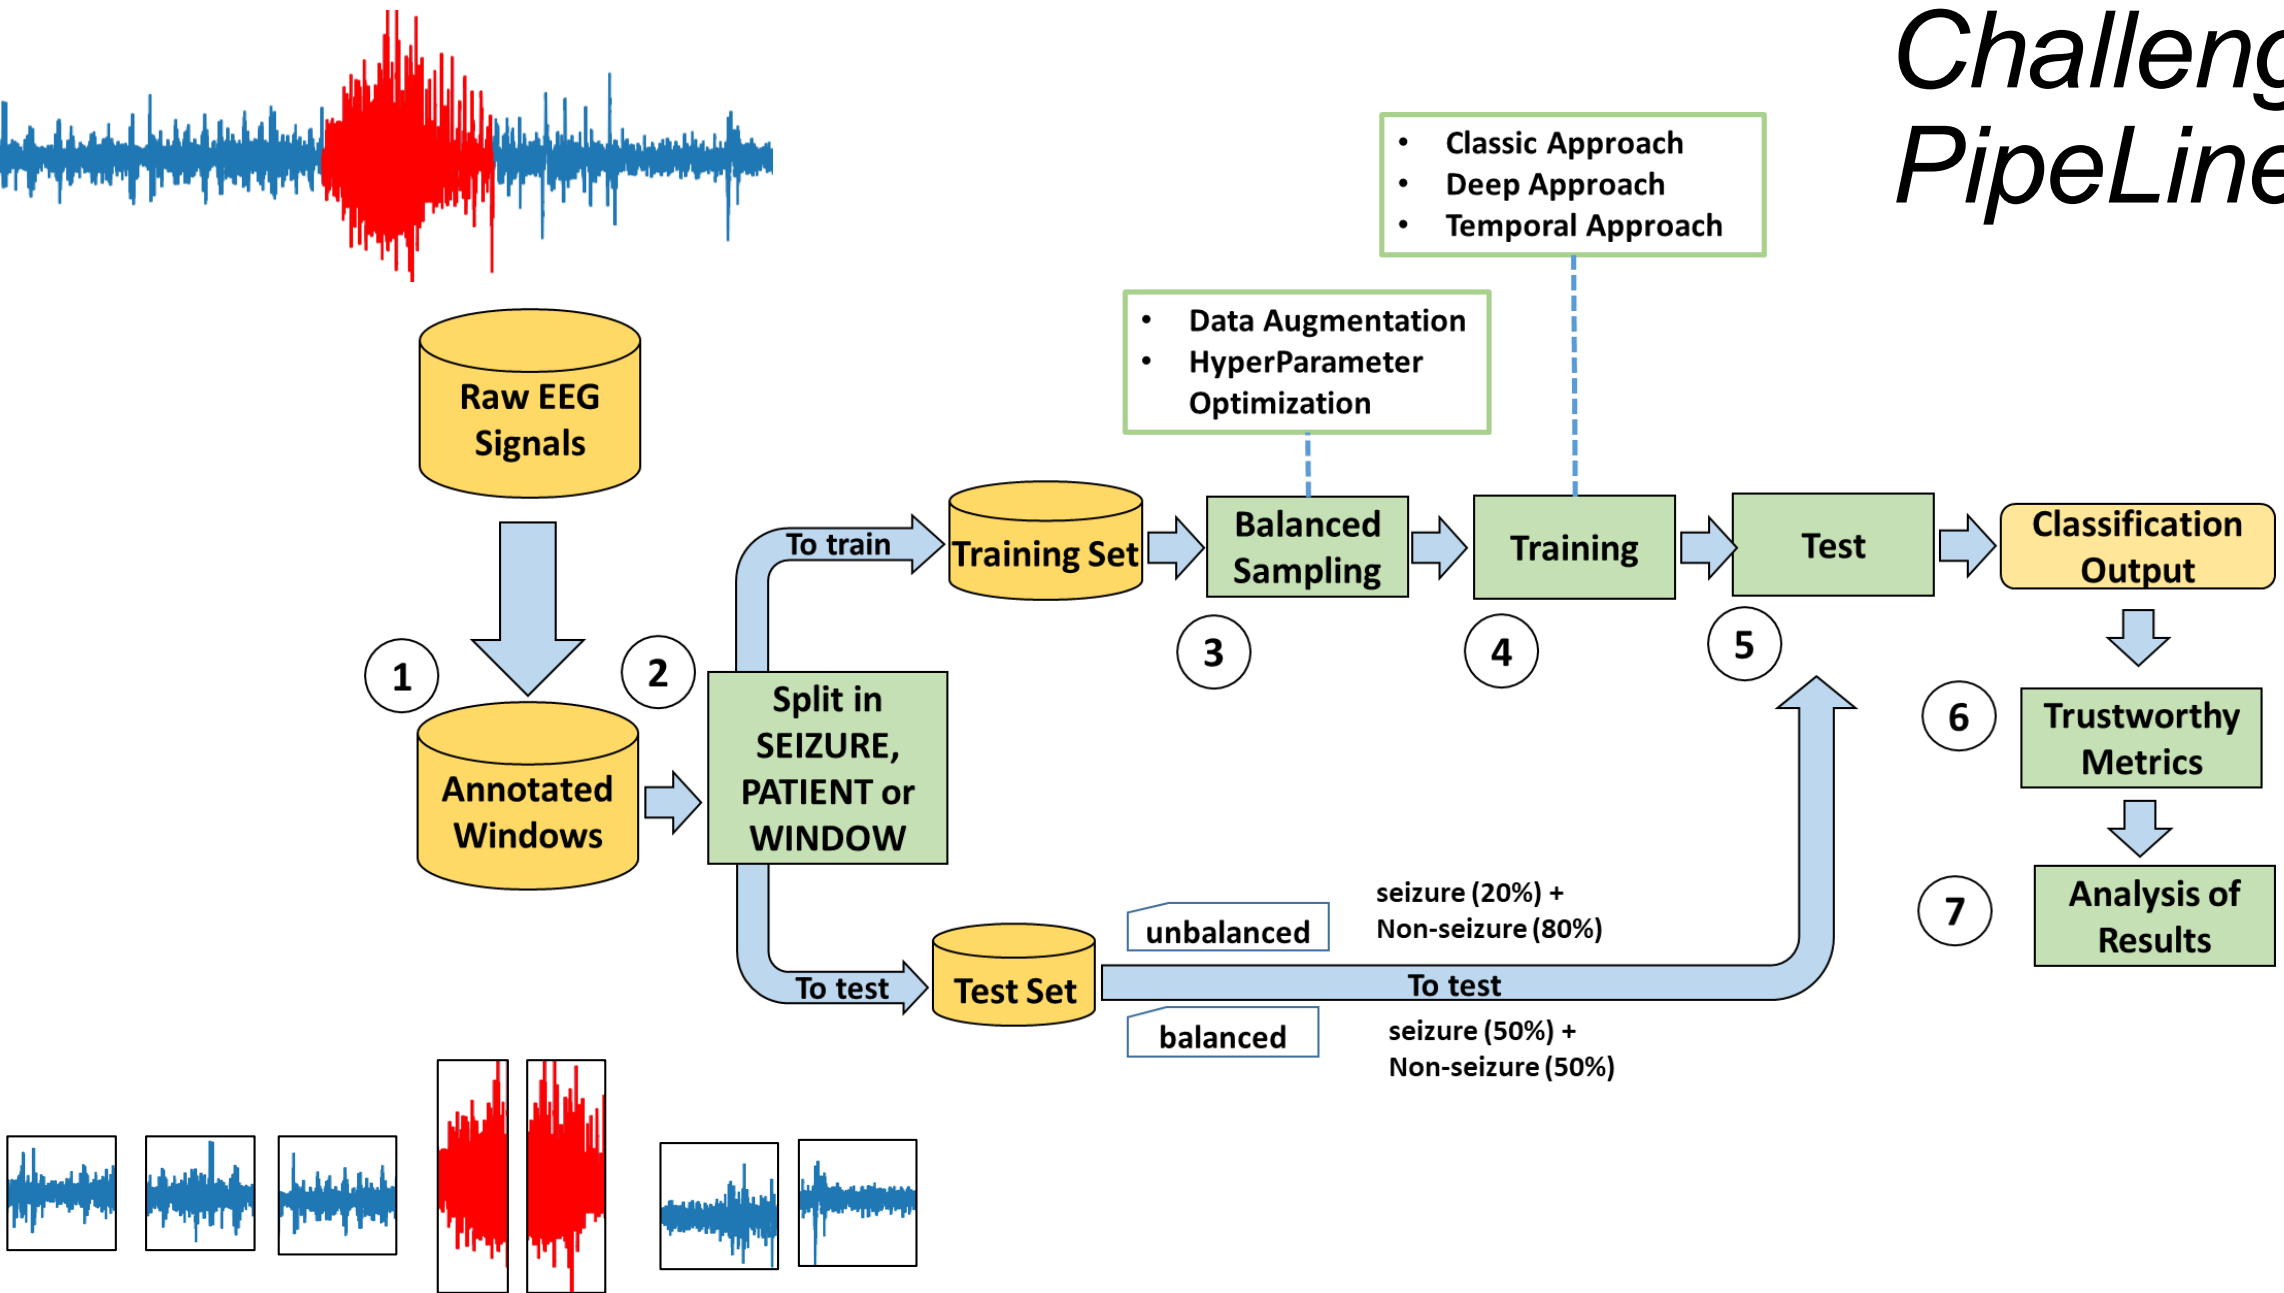 Challeng
PipeLine
• Classic Approach
• Deep Approach
• Temporal Approach
• Data Augmentation
• HyperParameter
Optimization
Raw EEG
Signals
To train
Training Set
Balanced
Sampling
Training
Test
Classification
Output
1
2
3
4
5
Split in
SEIZURE,
PATIENT or
WINDOW
Annotated
Windows
6
Trustworthy
Metrics
7
Analysis of
Results
unbalanced
seizure (20%) +
Non-seizure (80%)
To test
Test Set
To test
balanced
seizure (50%) +
Non-seizure (50%)